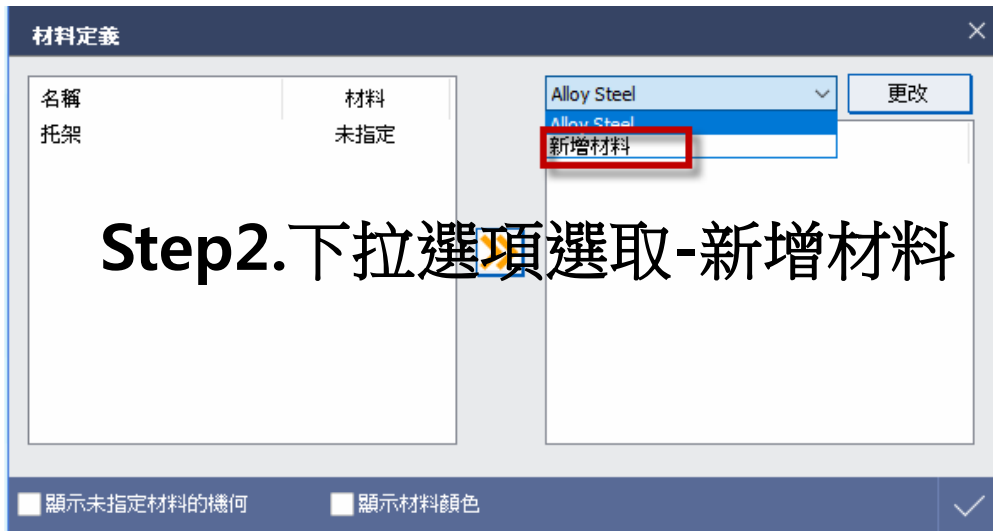 材料定義
名稱 材料
托架 未指定
Alloy Steel 更改
Alloy Steel
新增材料
Step2.下拉選項選取-新增材料
顯示未指定材料的機何 顯示材料顏色